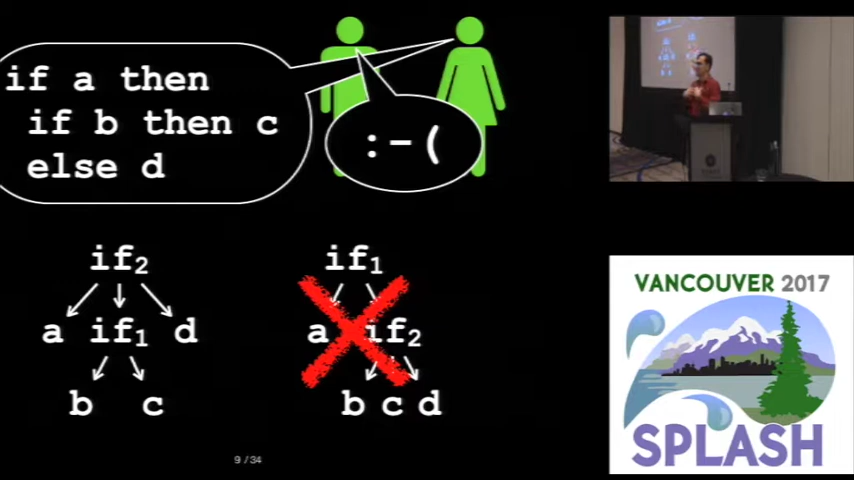 if a then
if b then c
else d
:-(
if₂
a if₁ d
b c
if₁
a if₂
b c d
9 / 34
VANCOUVER 2017
SPLASH